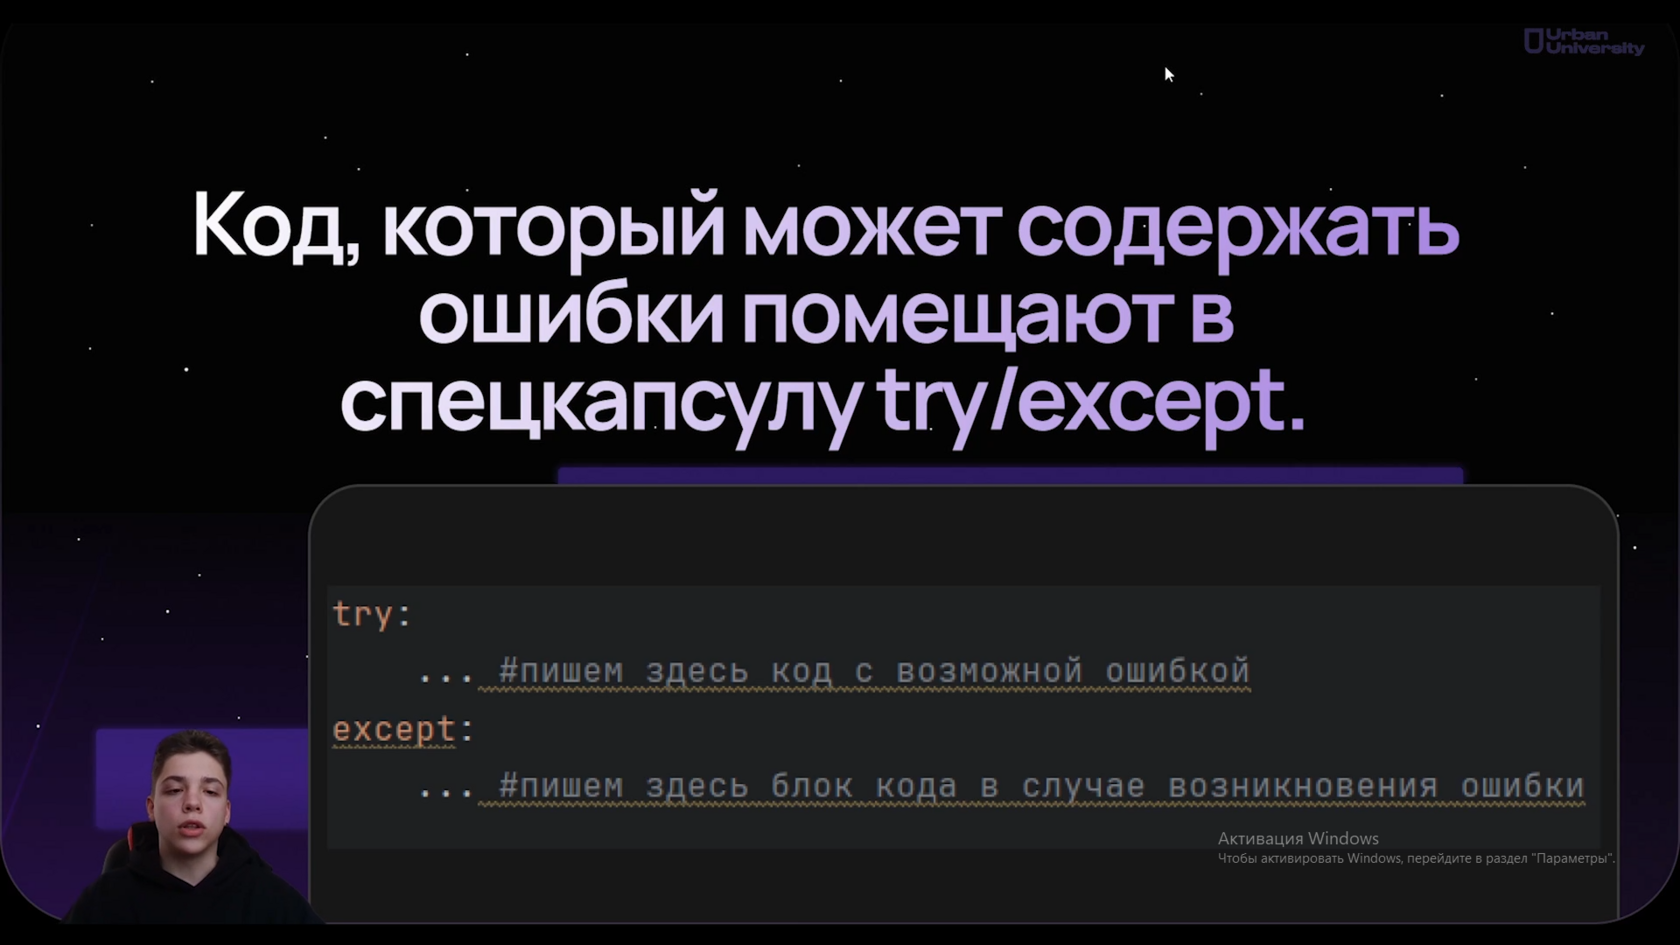 Urban
University
Код, который может содержать
ошибки помещают в
спецкапсулу try/except.
try:
... #пишем здесь код с возможной ошибкой
except:
... #пишем здесь блок кода в случае возникновения ошибки
Активация Windows
Чтобы активировать Windows, перейдите в раздел "Параметры".